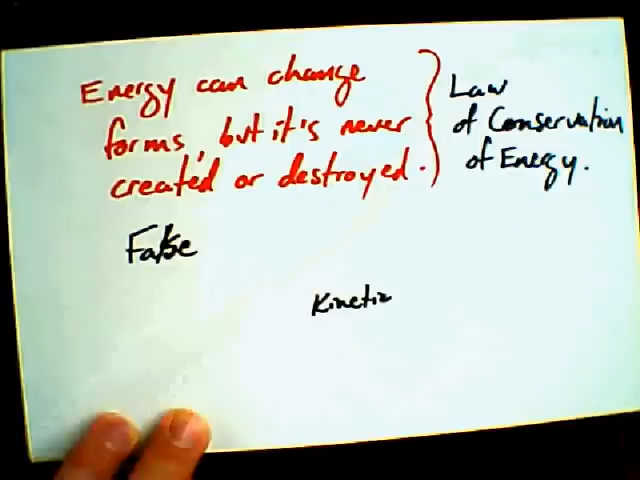 Energy can change
forms, but it's never
created or destroyed.
Law
of Conservation
of Energy.
False
Kinetic